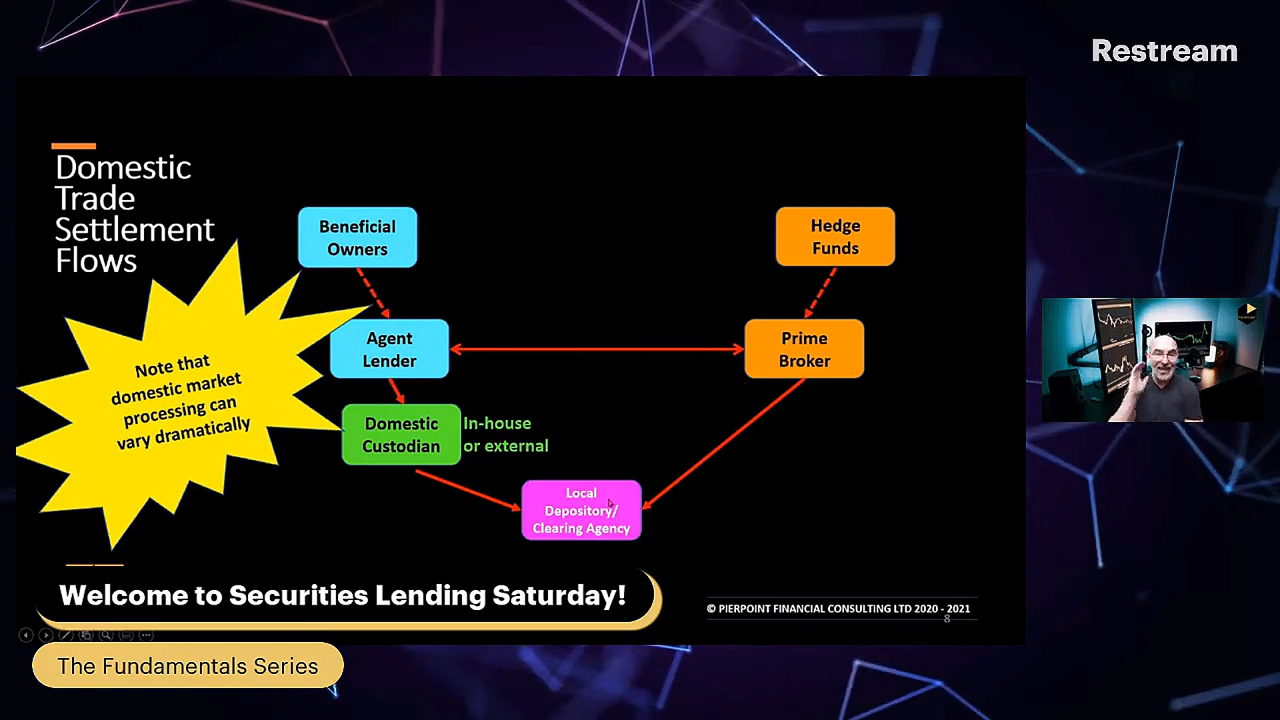 Restream
Domestic
Trade
Settlement
Flows
Beneficial
Owners
Hedge
Funds
Agent
Lender
Prime
Broker
Note that
domestic market
processing can
vary dramatically
Domestic
Custodian
In-house
or external
Local
Depository/
Clearing Agency
Welcome to Securities Lending Saturday!
© PIERPOINT FINANCIAL CONSULTING LTD 2020 - 2021
8
The Fundamentals Series